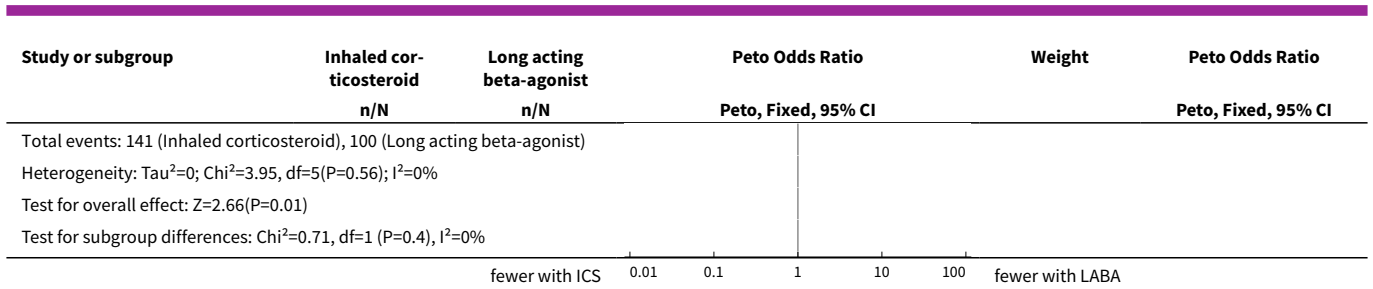 Study or subgroup Inhaled cor- Long acting Peto Odds Ratio Weight Peto Odds Ratio
ticosteroid beta-agonist
n/N n/N Peto, Fixed, 95% CI Peto, Fixed, 95% CI
Total events: 141 (Inhaled corticosteroid), 100 (Long acting beta-agonist)
Heterogeneity: Tau²=0; Chi²=3.95, df=5(P=0.56); I²=0%
Test for overall effect: Z=2.66(P=0.01)
Test for subgroup differences: Chi²=0.71, df=1 (P=0.4), I²=0%
fewer with ICS 0.01 0.1 1 10 100 fewer with LABA